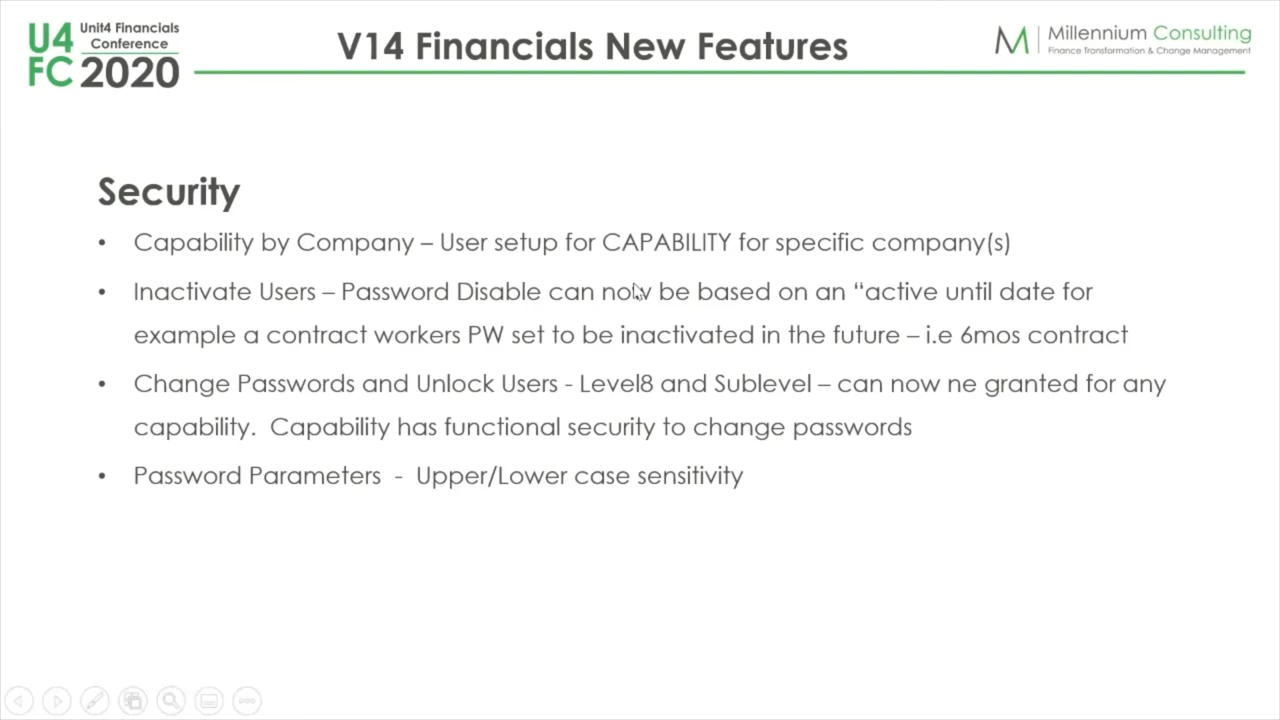 U4
FC
Unit4 Financials
Conference
2020
V14 Financials New Features
M
Millennium Consulting
Finance Transformation & Change Management
Security
• Capability by Company – User setup for CAPABILITY for specific company(s)
• Inactivate Users – Password Disable can now be based on an “active until date for
example a contract workers PW set to be inactivated in the future – i.e 6mos contract
• Change Passwords and Unlock Users - Level8 and Sublevel – can now ne granted for any
capability.  Capability has functional security to change passwords
• Password Parameters  -  Upper/Lower case sensitivity